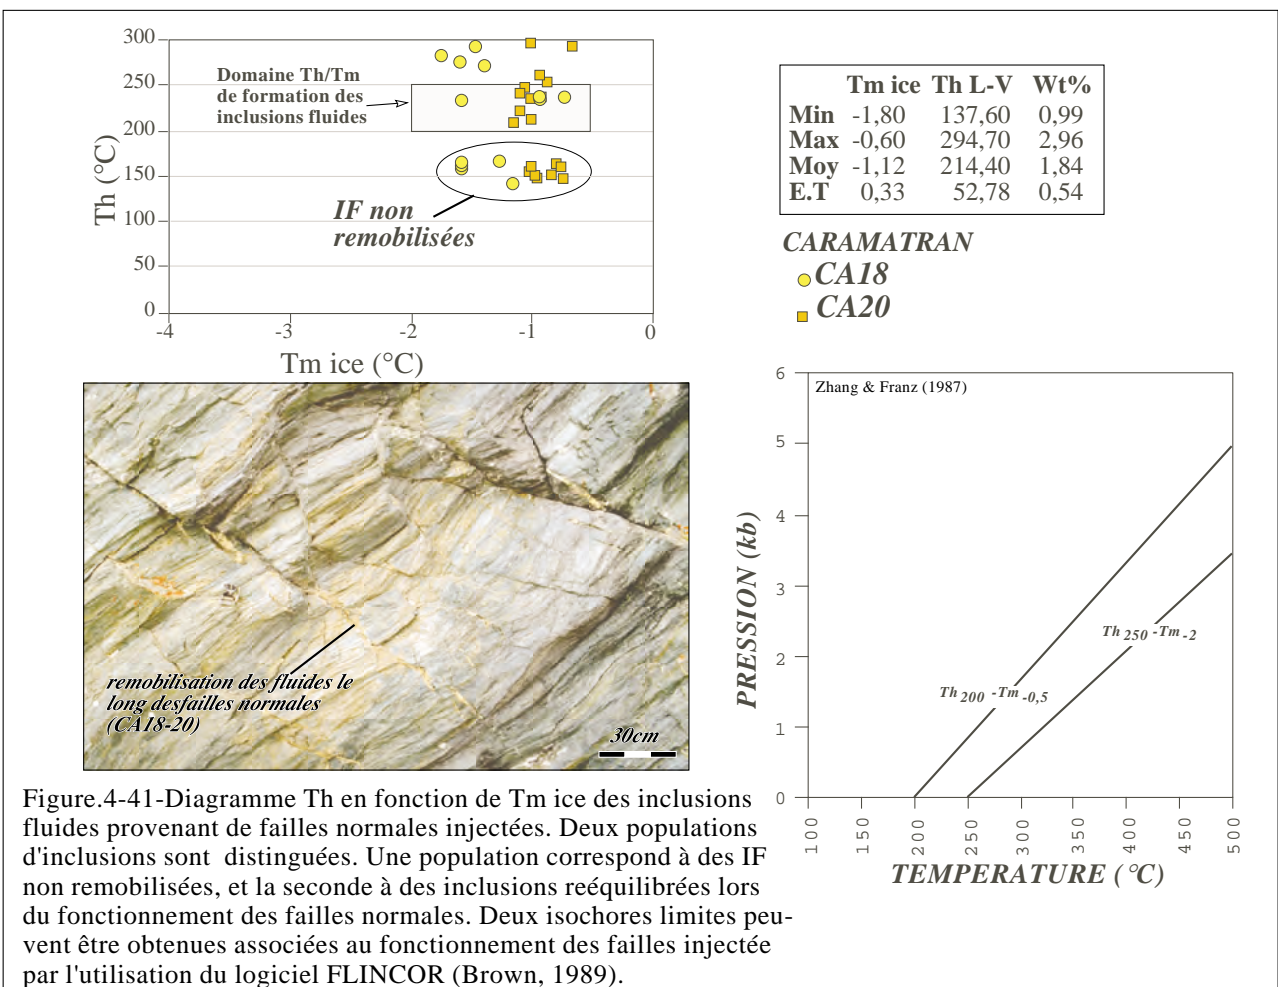 300
250
200
150
100
50
0
Th (°C)
-4
-3
-2
-1
0
Tm ice (°C)
Domaine Th/Tm
de formation des
inclusions fluides
IF non
remobilisées
Tm ice Th L-V Wt%
Min -1,80 137,60 0,99
Max -0,60 294,70 2,96
Moy -1,12 214,40 1,84
E.T 0,33 52,78 0,54
CARAMATRAN
CA18
CA20
remobilisation des fluides le
long desfailles normales
(CA18-20)
30cm
6
5
4
3
2
1
0
PRESSION (kb)
Zhang & Franz (1987)
Th 250 -Tm -2
Th 200 -Tm -0,5
100
150
200
250
300
350
400
450
500
TEMPERATURE (°C)
Figure.4-41-Diagramme Th en fonction de Tm ice des inclusions
fluides provenant de failles normales injectées. Deux populations
d'inclusions sont distinguées. Une population correspond à des IF
non remobilisées, et la seconde à des inclusions reéquilibrées lors
du fonctionnement des failles normales. Deux isochores limites peu-
vent être obtenues associées au fonctionnement des failles injectée
par l'utilisation du logiciel FLINCOR (Brown, 1989).